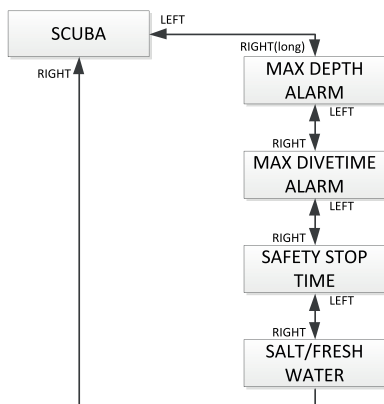 SCUBA
LEFT
RIGHT(long)
RIGHT
MAX DEPTH
ALARM
LEFT
RIGHT
MAX DIVETIME
ALARM
LEFT
RIGHT
SAFETY STOP
TIME
LEFT
RIGHT
SALT/FRESH
WATER